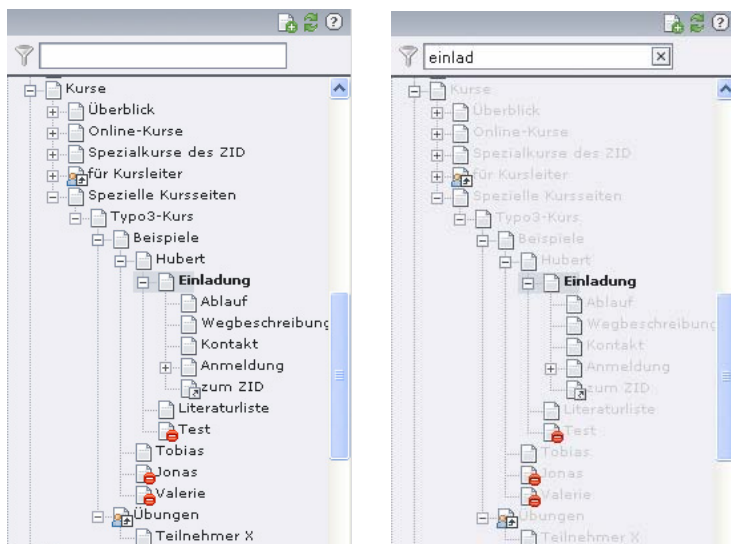 Kurse
Überblick
Online-Kurse
Spezialkurse des ZID
für Kursleiter
Spezielle Kursseiten
Typo3-Kurs
Beispiele
Hubert
Einladung
Ablauf
Wegbeschreibung
Kontakt
Anmeldung
zum ZID
Literaturliste
Test
Tobias
Jonas
Valerie
Übungen
Teilnehmer X
einlad
Kurse
Überblick
Online-Kurse
Spezialkurse des ZID
für Kursleiter
Spezielle Kursseiten
Typo3-Kurs
Beispiele
Hubert
Einladung
Ablauf
Wegbeschreibung
Kontakt
Anmeldung
zum ZID
Literaturliste
Test
Tobias
Jonas
Valerie
Übungen
Teilnehmer X